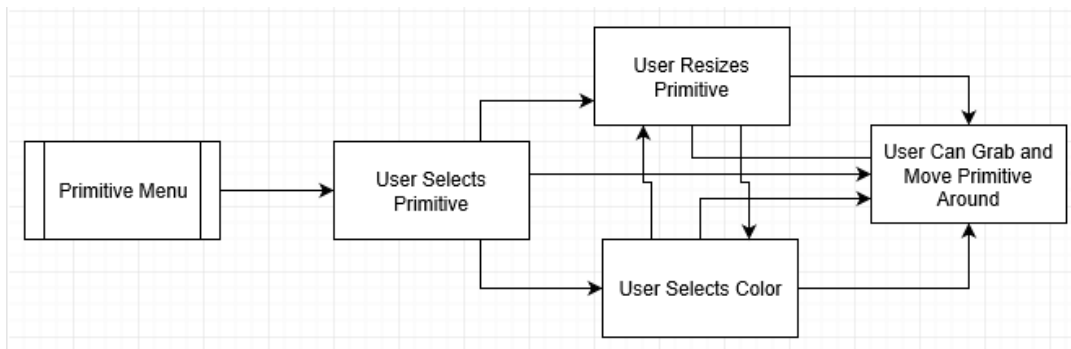 Primitive Menu
User Selects
Primitive
User Resizes
Primitive
User Selects Color
User Can Grab and
Move Primitive
Around